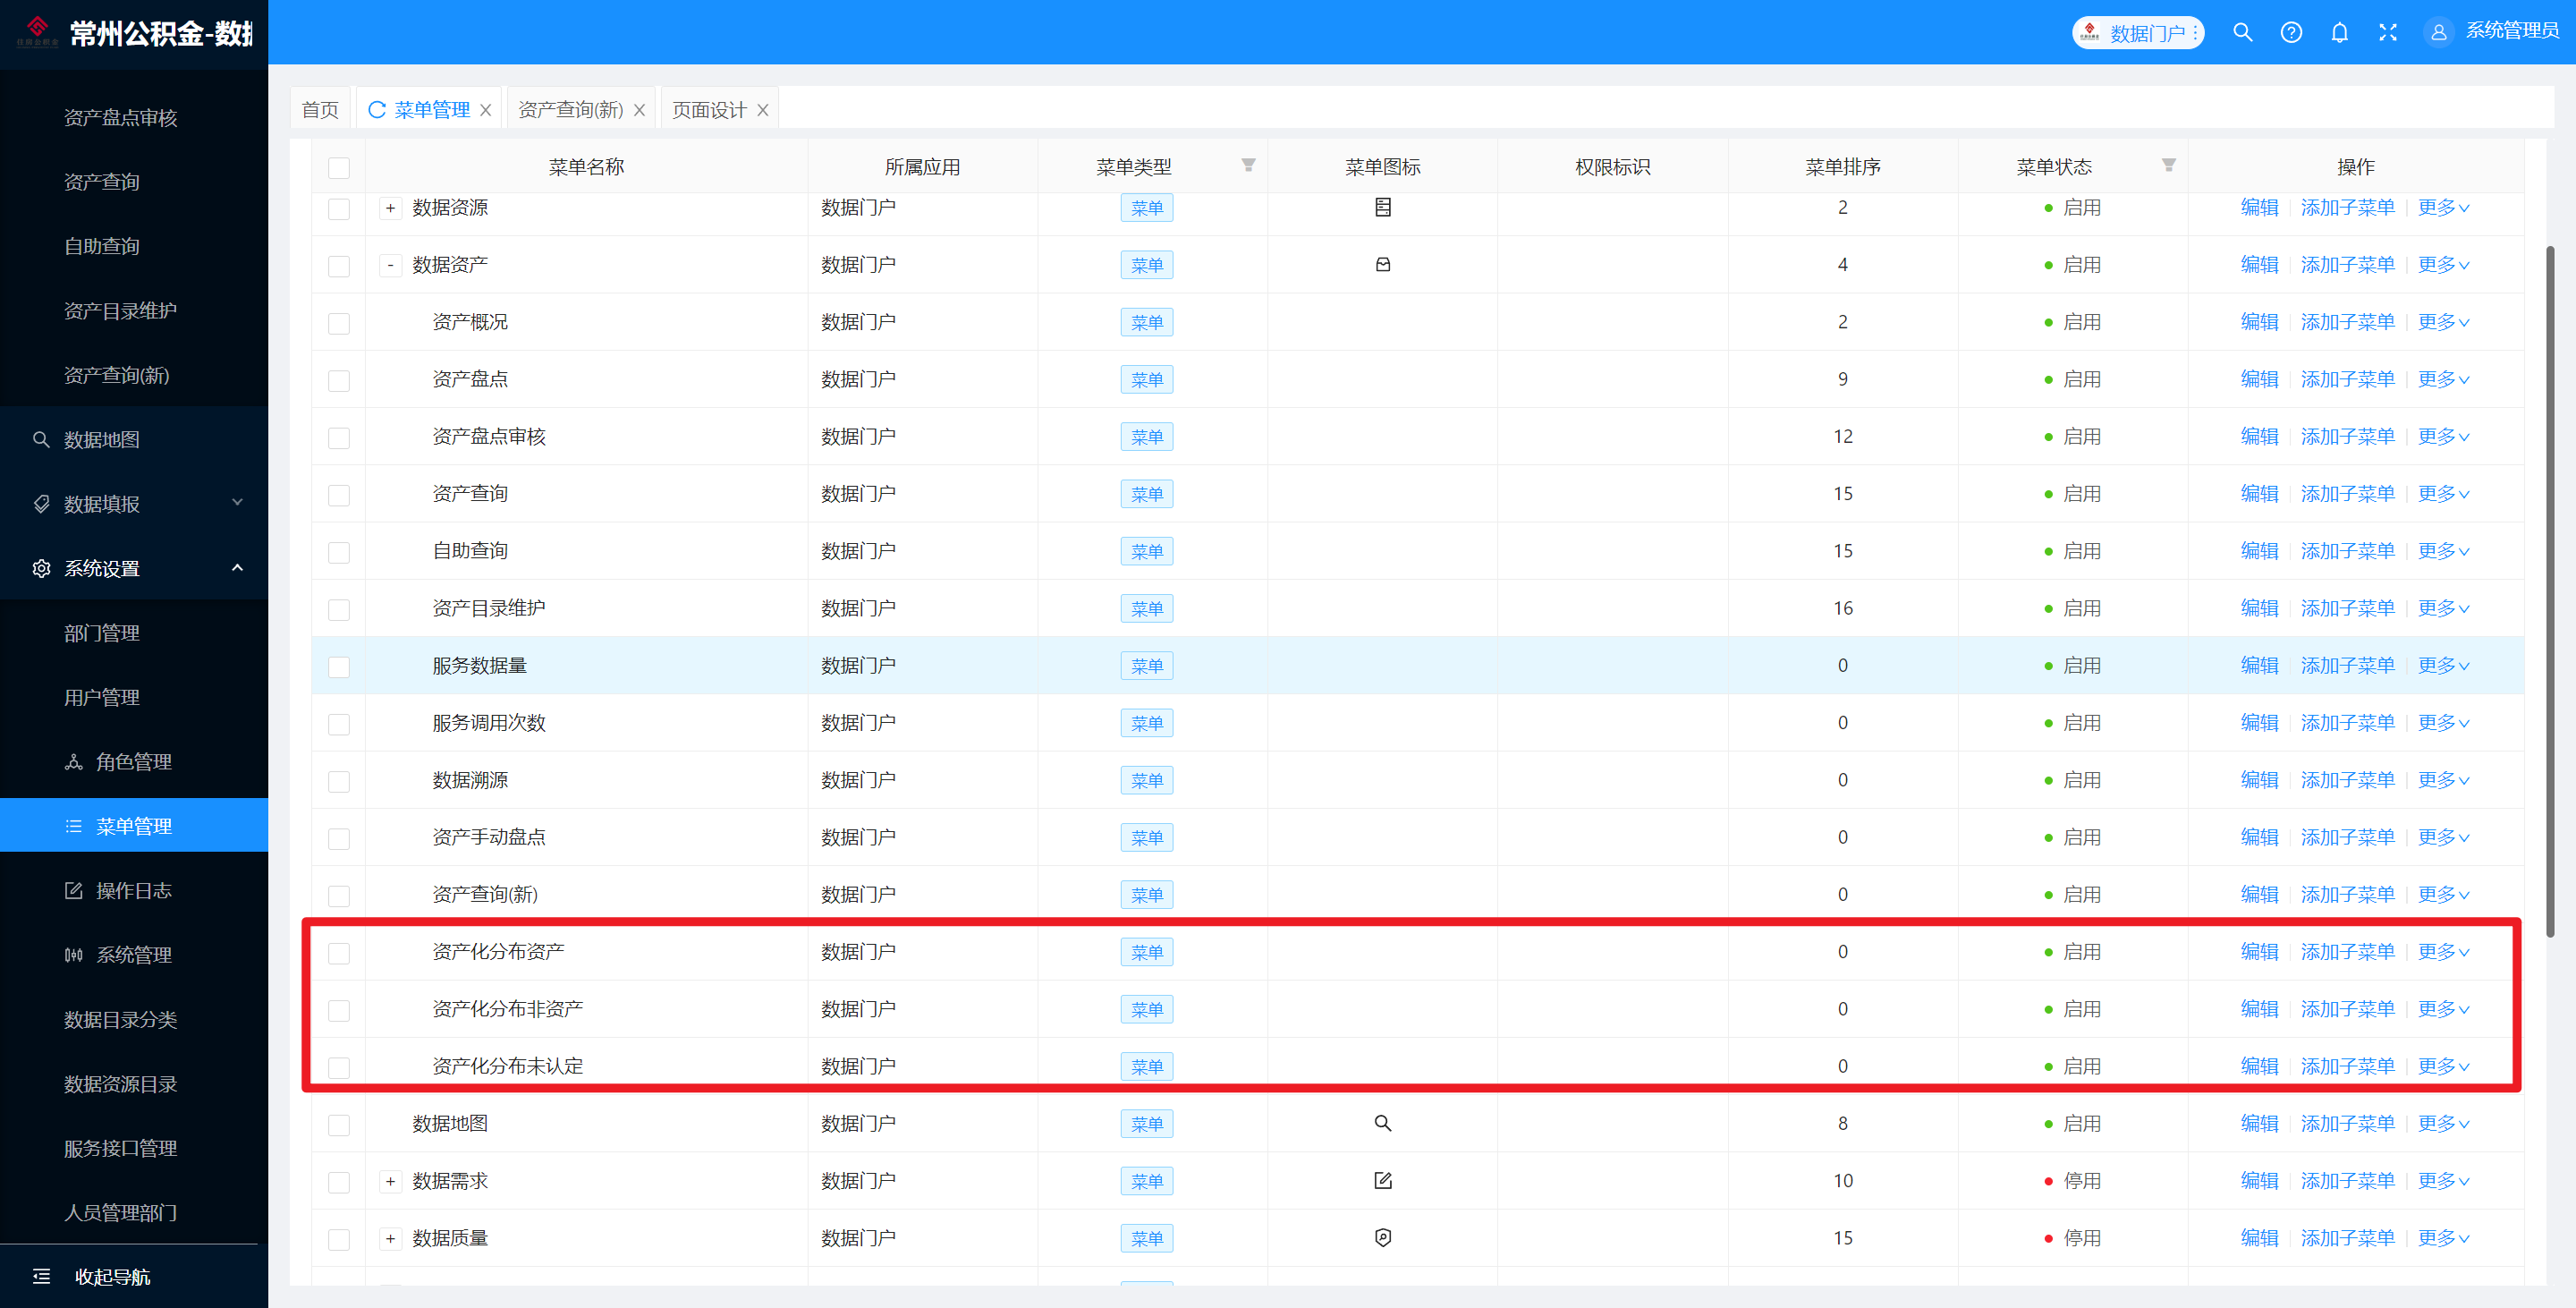 常州公积金-数据
数据门户
系统管理员
资产盘点审核
资产查询
自助查询
资产目录维护
资产查询(新)
数据地图
数据填报
系统设置
部门管理
用户管理
角色管理
菜单管理
操作日志
系统管理
数据目录分类
数据资源目录
服务接口管理
人员管理部门
收起导航
首页 菜单管理 资产查询(新) 页面设计
菜单名称 所属应用 菜单类型 菜单图标 权限标识 菜单排序 菜单状态 操作
+ 数据资源 数据门户 菜单 2 启用 编辑 添加子菜单 更多
- 数据资产 数据门户 菜单 4 启用 编辑 添加子菜单 更多
资产概况 数据门户 菜单 2 启用 编辑 添加子菜单 更多
资产盘点 数据门户 菜单 9 启用 编辑 添加子菜单 更多
资产盘点审核 数据门户 菜单 12 启用 编辑 添加子菜单 更多
资产查询 数据门户 菜单 15 启用 编辑 添加子菜单 更多
自助查询 数据门户 菜单 15 启用 编辑 添加子菜单 更多
资产目录维护 数据门户 菜单 16 启用 编辑 添加子菜单 更多
服务数据量 数据门户 菜单 0 启用 编辑 添加子菜单 更多
服务调用次数 数据门户 菜单 0 启用 编辑 添加子菜单 更多
数据溯源 数据门户 菜单 0 启用 编辑 添加子菜单 更多
资产手动盘点 数据门户 菜单 0 启用 编辑 添加子菜单 更多
资产查询(新) 数据门户 菜单 0 启用 编辑 添加子菜单 更多
资产化分布资产 数据门户 菜单 0 启用 编辑 添加子菜单 更多
资产化分布非资产 数据门户 菜单 0 启用 编辑 添加子菜单 更多
资产化分布未认定 数据门户 菜单 0 启用 编辑 添加子菜单 更多
数据地图 数据门户 菜单 8 启用 编辑 添加子菜单 更多
+ 数据需求 数据门户 菜单 10 停用 编辑 添加子菜单 更多
+ 数据质量 数据门户 菜单 15 停用 编辑 添加子菜单 更多